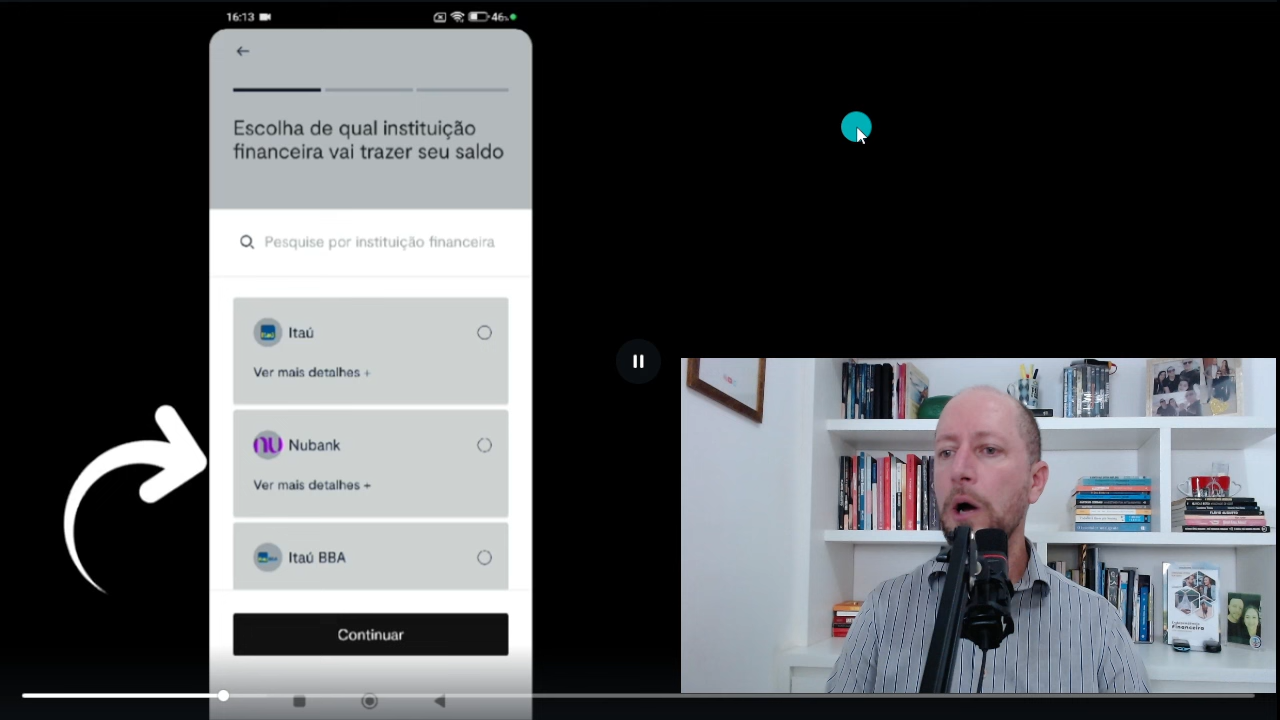 16:13
46%
Escolha de qual instituição
financeira vai trazer seu saldo
Pesquise por instituição financeira
Itaú
Ver mais detalhes +
nu Nubank
Ver mais detalhes +
Itaú BBA
Continuar